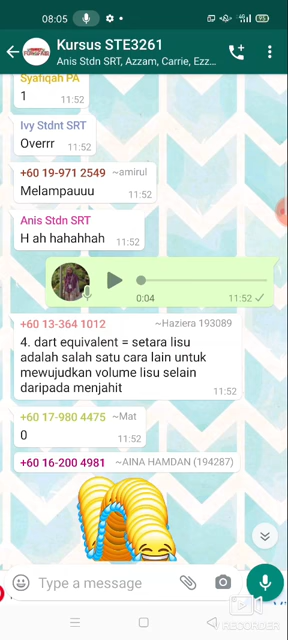 08:05
Kursus STE3261
Anis Stdn SRT, Azzam, Carrie, Ezz...
Syafiqah PA
1
11:52
Ivy Stdnt SRT
Overrr
11:52
+60 19-971 2549 ~amirul
Melampauuu
11:52
Anis Stdn SRT
H ah hahahhah
11:52
0:04
11:52
+60 13-364 1012 ~Haziera 193089
4. dart equivalent = setara lisu
adalah salah satu cara lain untuk
mewujudkan volume lisu selain
daripada menjahit
11:52
+60 17-980 4475 ~Mat
0
11:52
+60 16-200 4981 ~AINA HAMDAN (194287)
Type a message
RECORDER